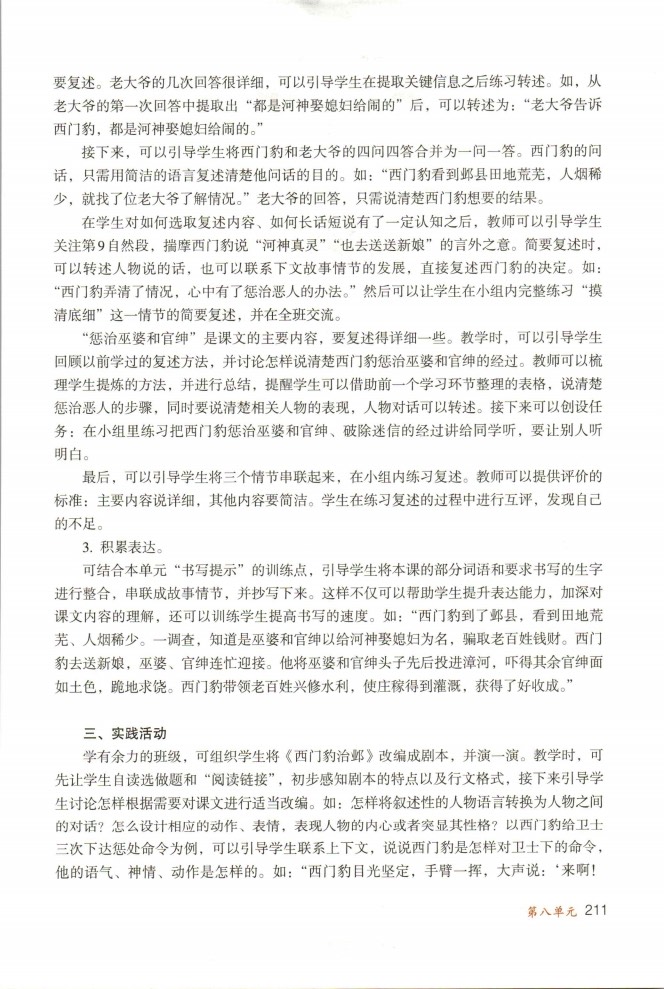 要复述。老大爷的几次回答很详细，可以引导学生在提取关键信息之后练习转述。如，从
老大爷的第一次回答中提取出“都是河神娶媳妇给闹的”后，可以转述为：“老大爷告诉
西门豹，都是河神娶媳妇给闹的。”
接下来，可以引导学生将西门豹和老大爷的四问四答合并为一问一答。西门豹的问
话，只需用简洁的语言复述清楚他问话的目的。如：“西门豹看到邺县田地荒芜，人烟稀
少，就找了位老大爷了解情况。”老大爷的回答，只需说清楚西门豹想要的结果。
在学生对如何选取复述内容、如何长话短说有了一定认知之后，教师可以引导学生
关注第9自然段，揣摩西门豹说“河神真灵”“也去送送新娘”的言外之意。简要复述时，
可以转述人物说的话，也可以联系下文故事情节的发展，直接复述西门豹的决定。如：
“西门豹弄清了情况，心中有了惩治恶人的办法。”然后可以让学生在小组内完整练习“摸
清底细”这一情节的简要复述，并在全班交流。
“惩治巫婆和官绅”是课文的主要内容，要复述得详细一些。教学时，可以引导学生
回顾以前学过的复述方法，并讨论怎样说清楚西门豹惩治巫婆和官绅的经过。教师可以梳
理学生提炼的方法，并进行总结，提醒学生可以借助前一个学习环节整理的表格，说清楚
惩治恶人的步骤，同时要说清楚相关人物的表现，人物对话可以转述。接下来可以创设任
务：在小组里练习把西门豹惩治巫婆和官绅、破除迷信的经过讲给同学听，要让别人听
明白。
最后，可以引导学生将三个情节串联起来，在小组内练习复述。教师可以提供评价的
标准：主要内容说详细，其他内容要简洁。学生在练习复述的过程中进行互评，发现自己
的不足。
3. 积累表达。
可结合本单元“书写提示”的训练点，引导学生将本课的部分词语和要求书写的生字
进行整合，串联成故事情节，并抄写下来。这样不仅可以帮助学生提升表达能力，加深对
课文内容的理解，还可以训练学生提高书写的速度。如：“西门豹到了邺县，看到田地荒
芜、人烟稀少。一调查，知道是巫婆和官绅以给河神娶媳妇为名，骗取老百姓钱财。西门
豹去送新娘，巫婆、官绅连忙迎接。他将巫婆和官绅头子先后投进漳河，吓得其余官绅面
如土色，跪地求饶。西门豹带领老百姓兴修水利，使庄稼得到灌溉，获得了好收成。”
三、实践活动
学有余力的班级，可组织学生将《西门豹治邺》改编成剧本，并演一演。教学时，可
先让学生自读选做题和“阅读链接”，初步感知剧本的特点以及行文格式，接下来引导学
生讨论怎样根据需要对课文进行适当改编。如：怎样将叙述性的人物语言转换为人物之间
的对话？怎么设计相应的动作、表情，表现人物的内心或者突显其性格？以西门豹给卫士
三次下达惩处命令为例，可以引导学生联系上下文，说说西门豹是怎样对卫士下的命令，
他的语气、神情、动作是怎样的。如：“西门豹目光坚定，手臂一挥，大声说：‘来啊！
第八单元 211